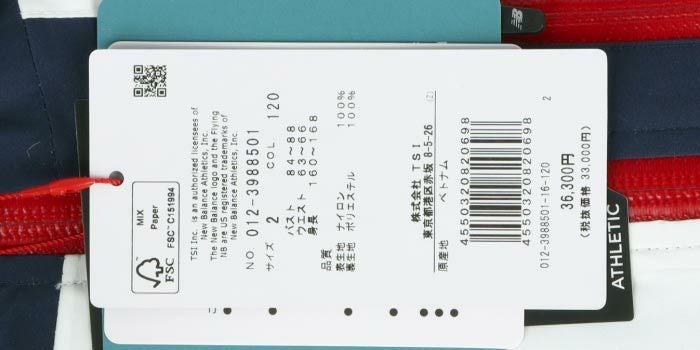 MIX
Paper
FSC
FSC™ C151994
TSI Inc. is an authorized licensees of
New Balance Athletics, Inc.
The New Balance logo and the Flying
NB are US registered trademarks of
New Balance Athletics, Inc.
NO 012-3988501
サイズ 2 COL 120
バスト 84~88
ウエスト 63~66
身長 160~168
品質
表生地 ナイロン 100%
裏生地 ポリエステル 100%
株式会社 TSI
東京都港区赤坂 8-5-26 (Z)
原産地 ベトナム
4550320820698
4550320820698
012-3988501-16-120 2
36,300円
(税抜価格 33,000円)
ATHLETIC